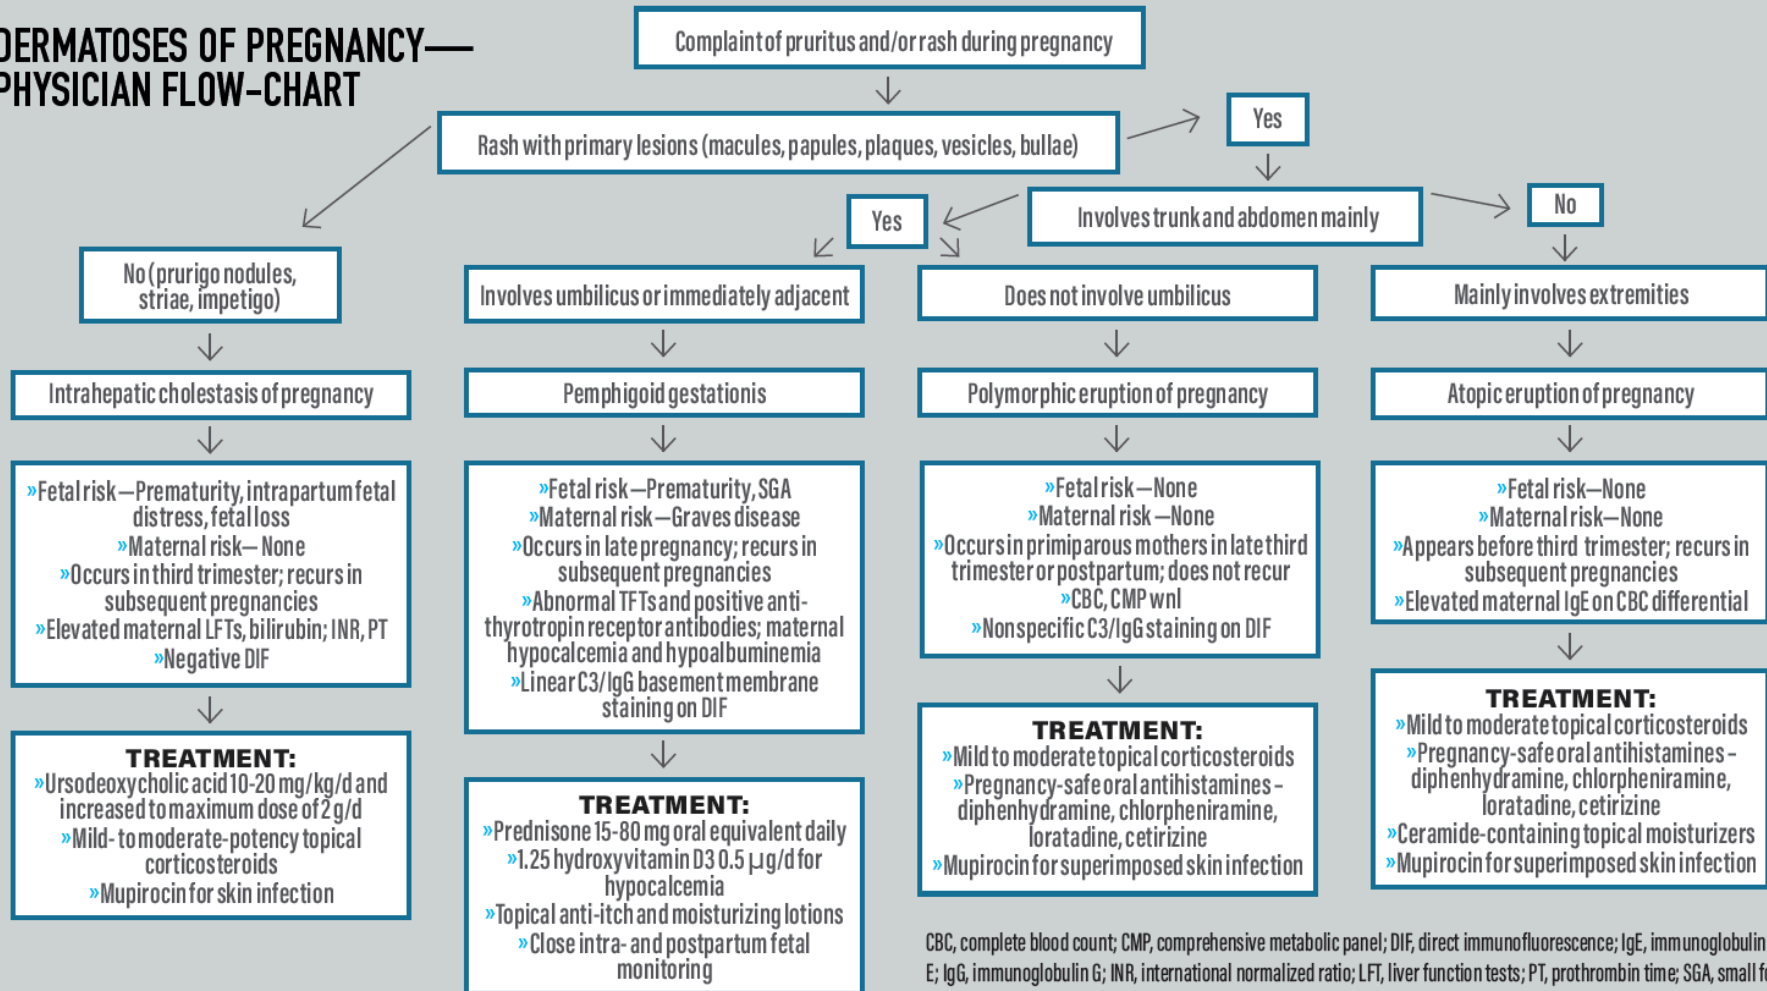 DERMATOSES OF PREGNANCY—
PHYSICIAN FLOW-CHART
Complaint of pruritus and/or rash during pregnancy
Rash with primary lesions (macules, papules, plaques, vesicles, bullae)
Yes
Involves trunk and abdomen mainly
Yes
No
No (prurigo nodules,
striae, impetigo)
Involves umbilicus or immediately adjacent
Does not involve umbilicus
Mainly involves extremities
Intrahepatic cholestasis of pregnancy
Pemphigoid gestationis
Polymorphic eruption of pregnancy
Atopic eruption of pregnancy
»Fetal risk—Prematurity, intrapartum fetal
distress, fetal loss
»Maternal risk— None
»Occurs in third trimester; recurs in
subsequent pregnancies
»Elevated maternal LFTs, bilirubin; INR, PT
»Negative DIF
»Fetal risk—Prematurity, SGA
»Maternal risk—Graves disease
»Occurs in late pregnancy; recurs in
subsequent pregnancies
»Abnormal TFTs and positive anti-
thyrotropin receptor antibodies; maternal
hypocalcemia and hypoalbuminemia
»Linear C3/IgG basement membrane
staining on DIF
»Fetal risk—None
»Maternal risk—None
»Occurs in primiparous mothers in late third
trimester or postpartum; does not recur
»CBC, CMP wnl
»Nonspecific C3/IgG staining on DIF
»Fetal risk—None
»Maternal risk—None
»Appears before third trimester; recurs in
subsequent pregnancies
»Elevated maternal IgE on CBC differential
TREATMENT:
»Ursodeoxycholic acid 10-20 mg/kg/d and
increased to maximum dose of 2 g/d
»Mild- to moderate-potency topical
corticosteroids
»Mupirocin for skin infection
TREATMENT:
»Prednisone 15-80 mg oral equivalent daily
»1.25 hydroxyvitamin D3 0.5 µg/d for
hypocalcemia
»Topical anti-itch and moisturizing lotions
»Close intra- and postpartum fetal
monitoring
TREATMENT:
»Mild to moderate topical corticosteroids
»Pregnancy-safe oral antihistamines –
diphenhydramine, chlorpheniramine,
loratadine, cetirizine
»Mupirocin for superimposed skin infection
TREATMENT:
»Mild to moderate topical corticosteroids
»Pregnancy-safe oral antihistamines –
diphenhydramine, chlorpheniramine,
loratadine, cetirizine
»Ceramide-containing topical moisturizers
»Mupirocin for superimposed skin infection
CBC, complete blood count; CMP, comprehensive metabolic panel; DIF, direct immunofluorescence; IgE, immunoglobulin
E; IgG, immunoglobulin G; INR, international normalized ratio; LFT, liver function tests; PT, prothrombin time; SGA, small